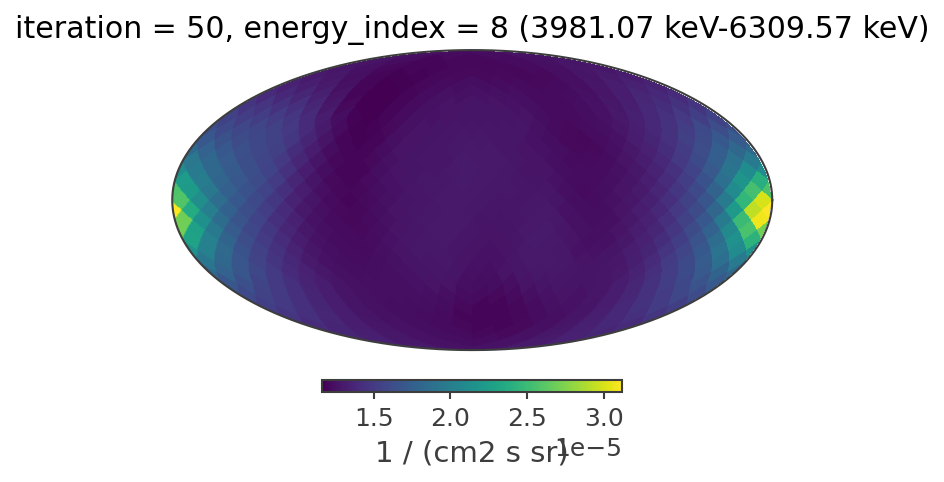 iteration = 50, energy_index = 8 (3981.07 keV-6309.57 keV)
1.5 2.0 2.5 3.0
1 / (cm2 s sr)
1e−5